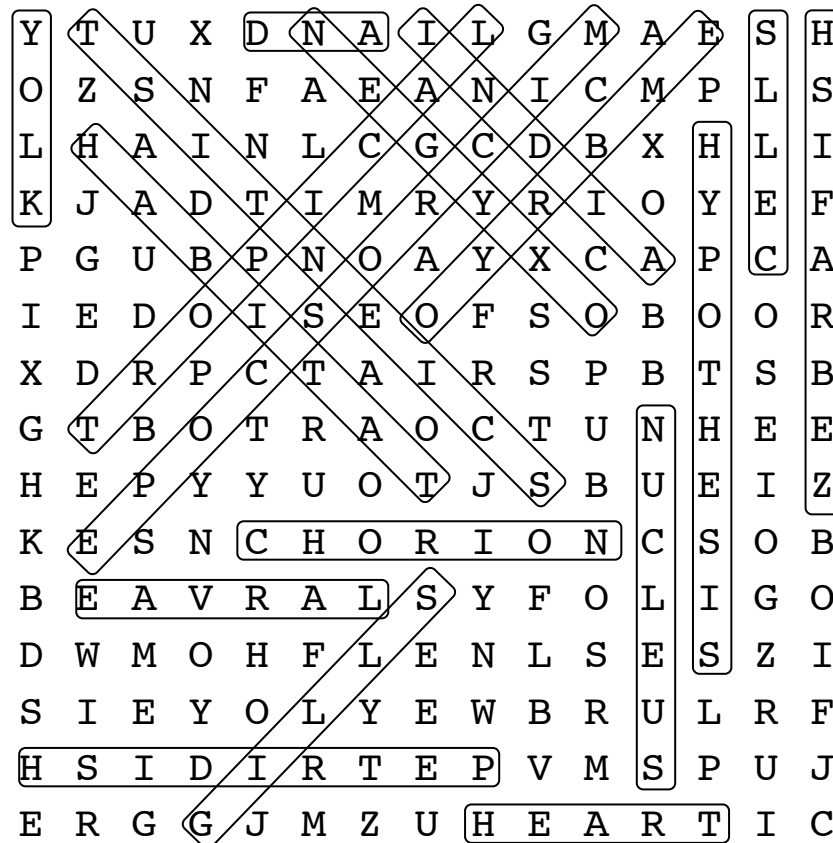 Y T U X D N A I L G M A E S H
O Z S N F A E A N I C M P L S
L H A I N L C G C D B X H L I
K J A D T I M R Y R I O Y E F
P G U B P N O A Y X C A P C A
I E D O I S E O F S O B O O R
X D R P C T A I R S P B T S B
G T B O T R A O C T U N H E E
H E P Y Y U O T J S B U E I Z
K E S N C H O R I O N C S O B
B E A V R A L S Y F O L I G O
D W M O H F L E N L S E S Z I
S I E Y O L Y E W B R U L R F
H S I D I R T E P V M S P U J
E R G G J M Z U H E A R T I C